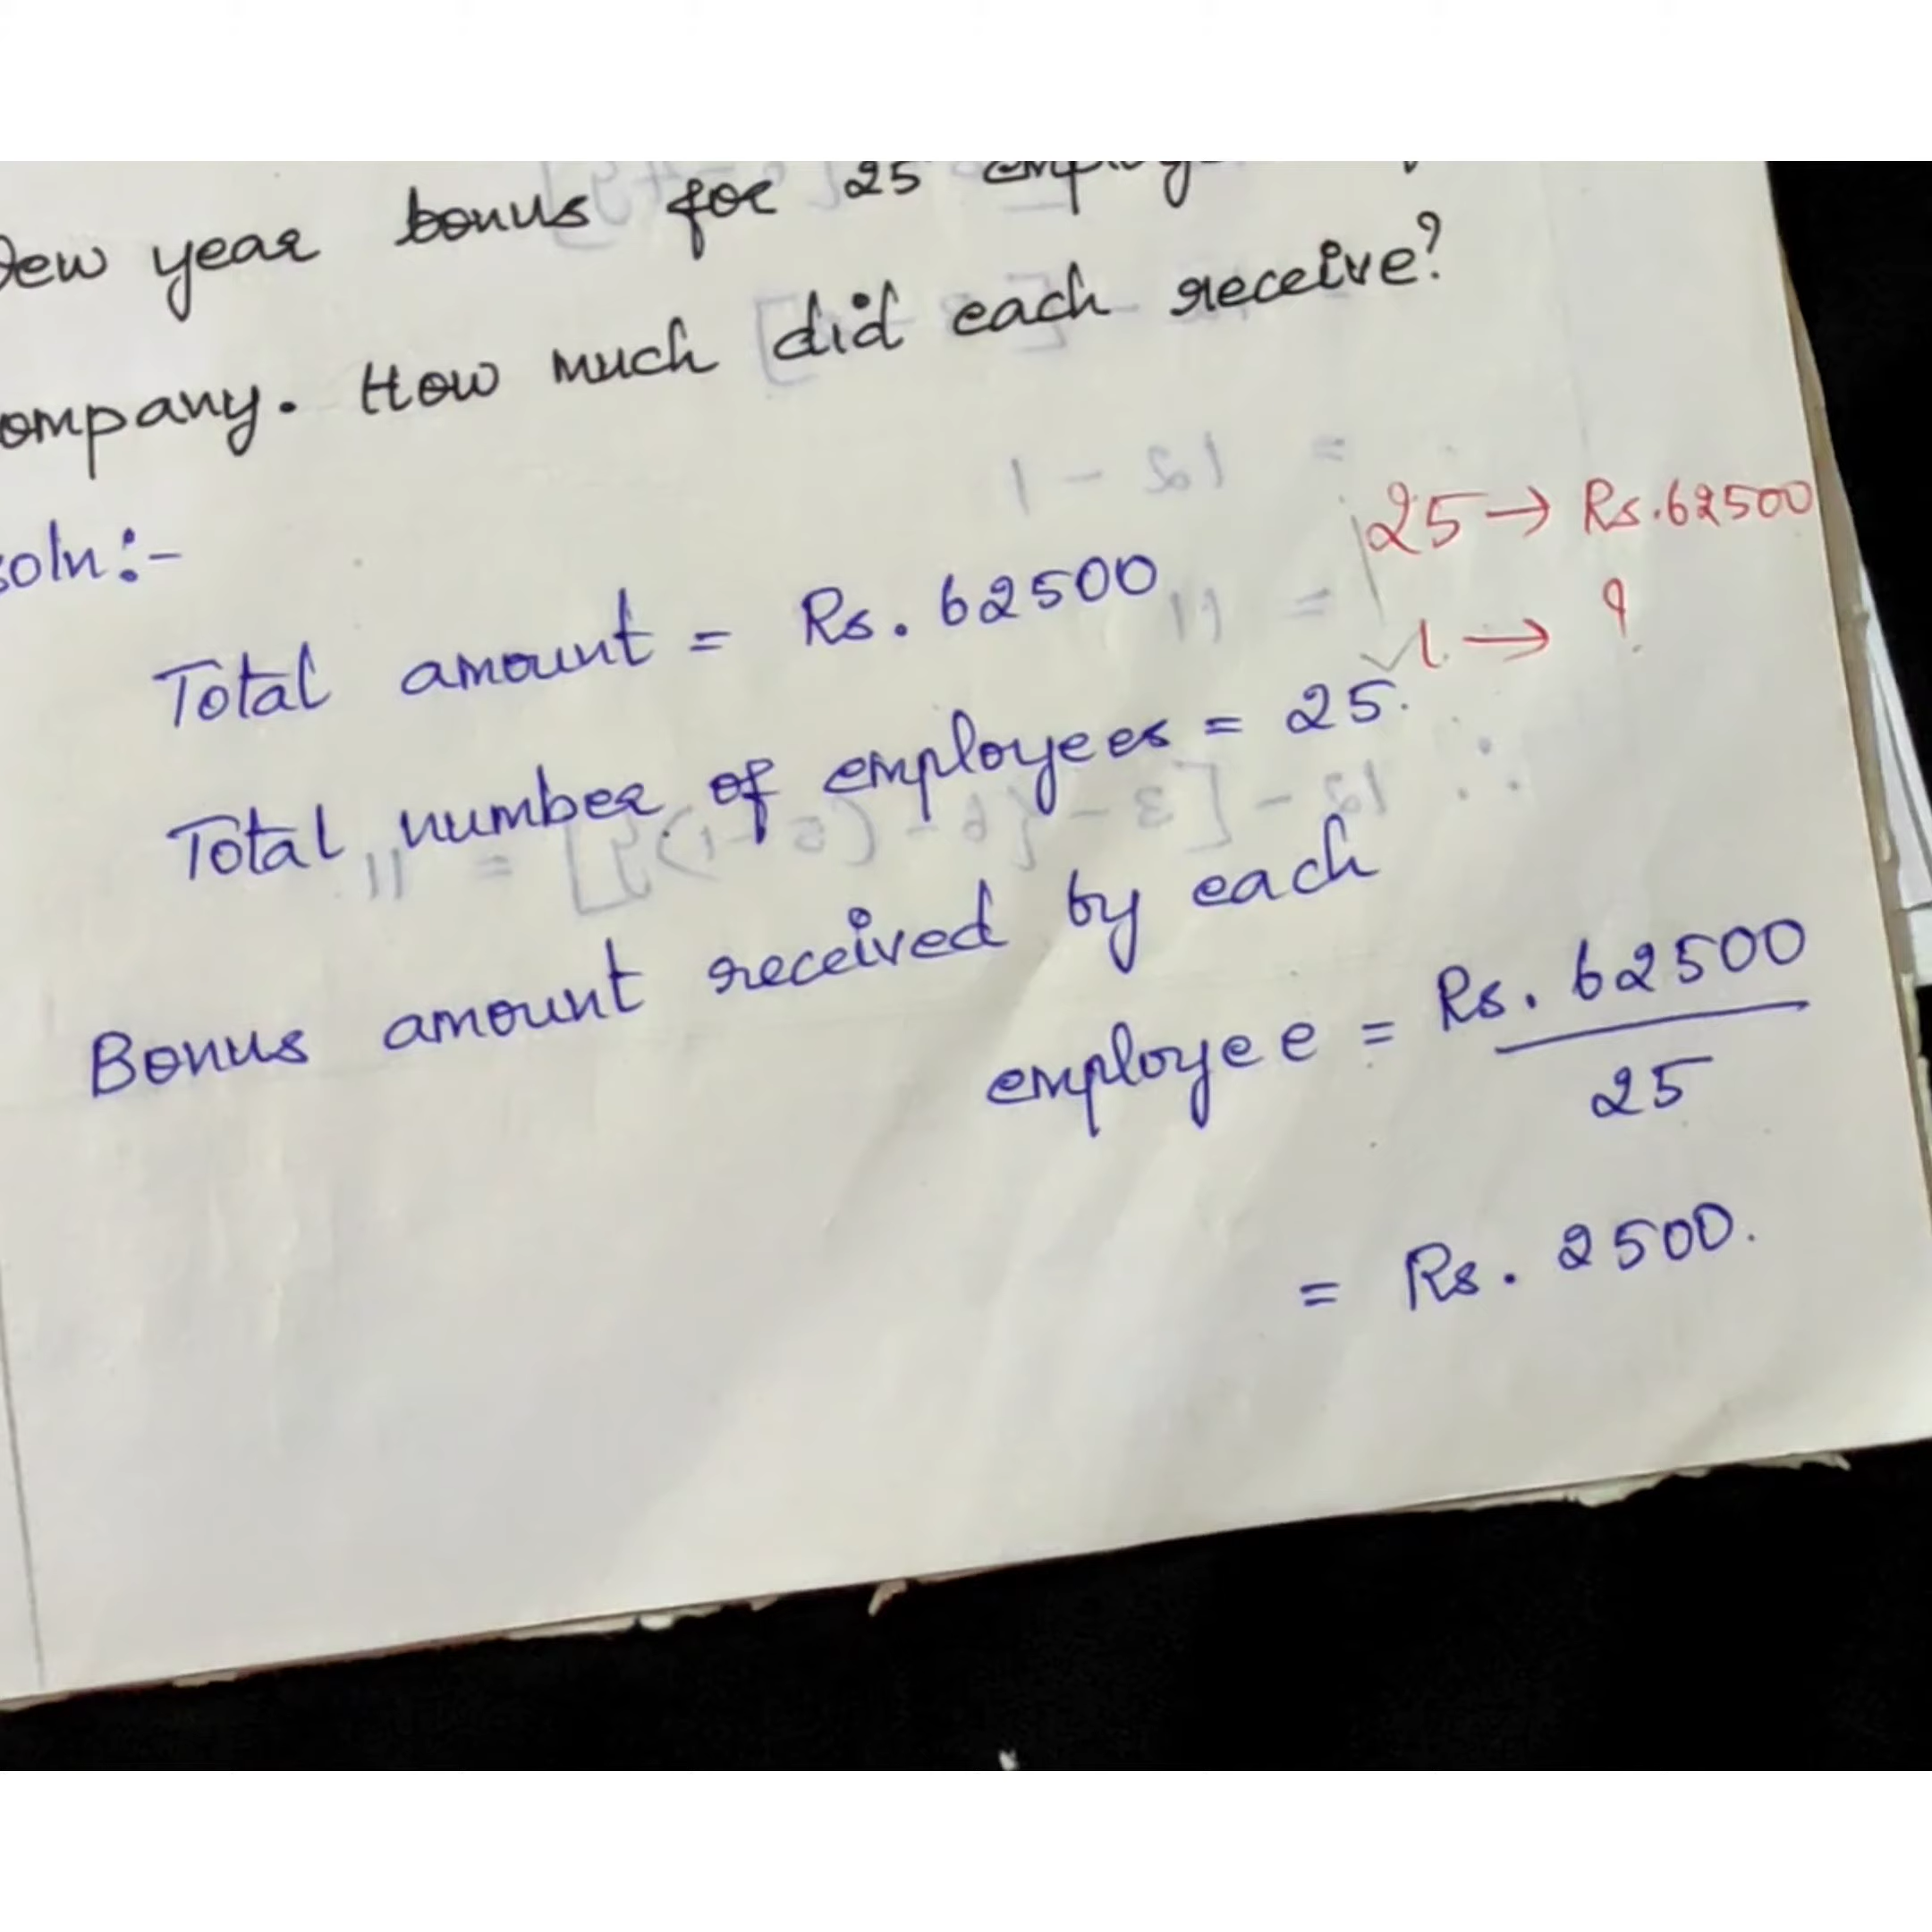 New year bonus for 25
company. How much did each receive?
soln:-
25 → Rs.62500
Total amount = Rs. 62500
1 → ?
Total number of employees = 25.
Bonus amount received by each
employee = Rs. 62500
25
= Rs. 2500.